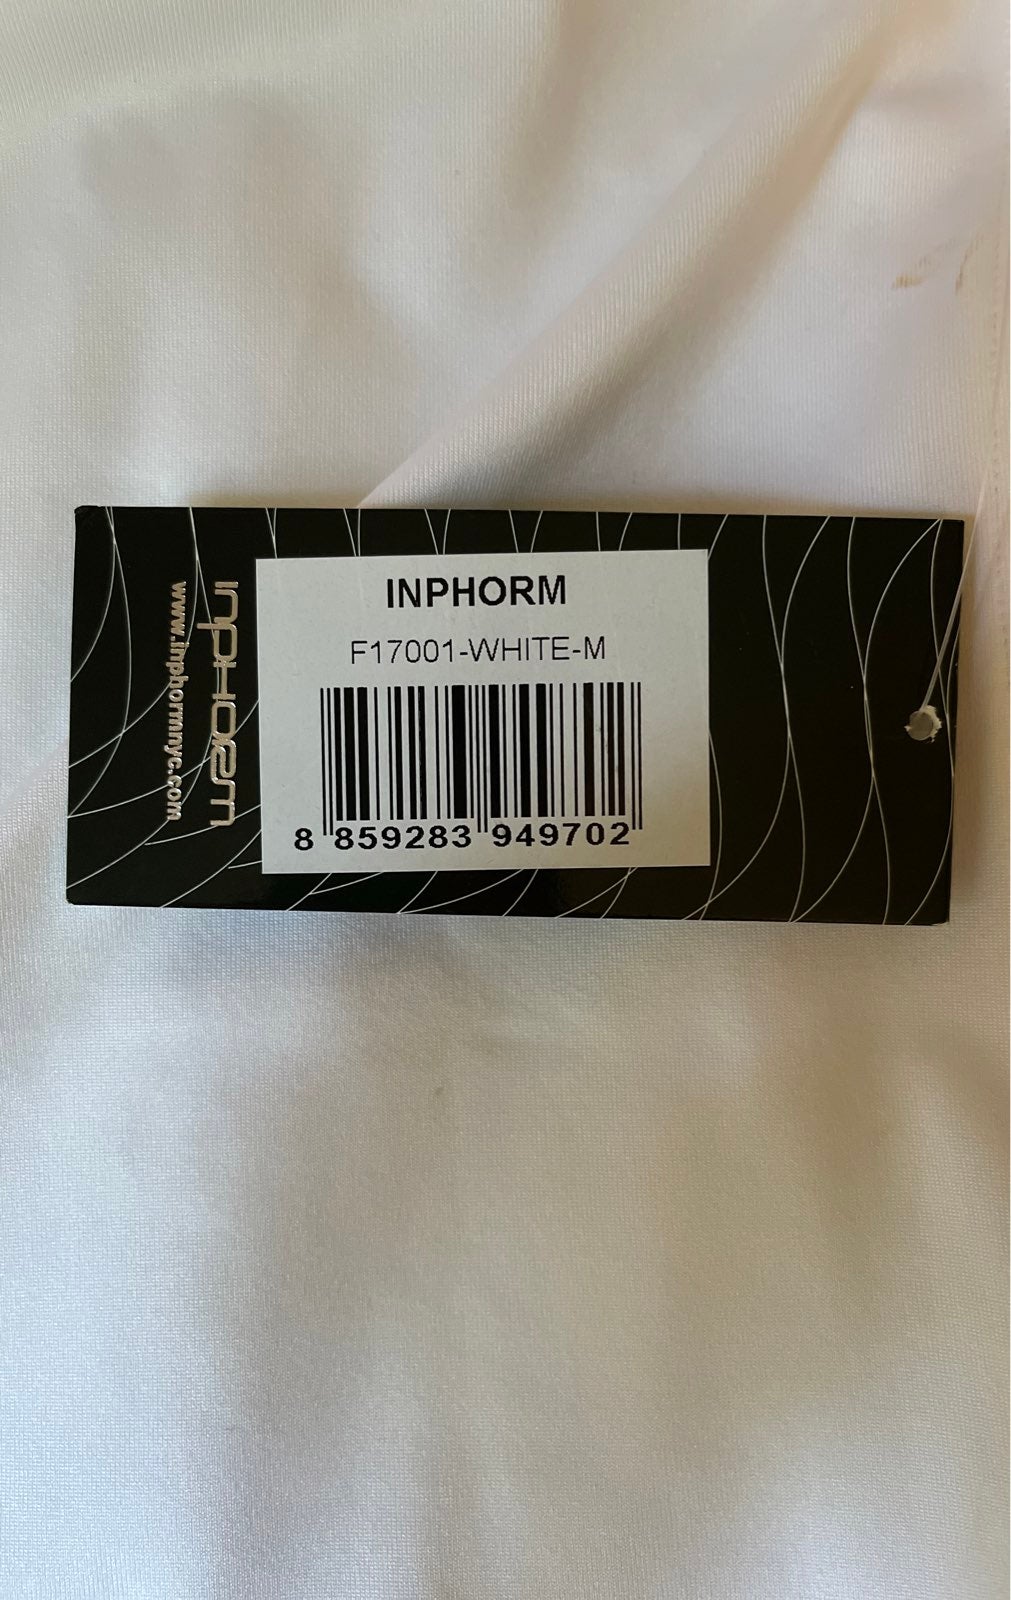 INPHORM
F17001-WHITE-M
8 859283 949702
INPHORM
www.inphormnyc.com